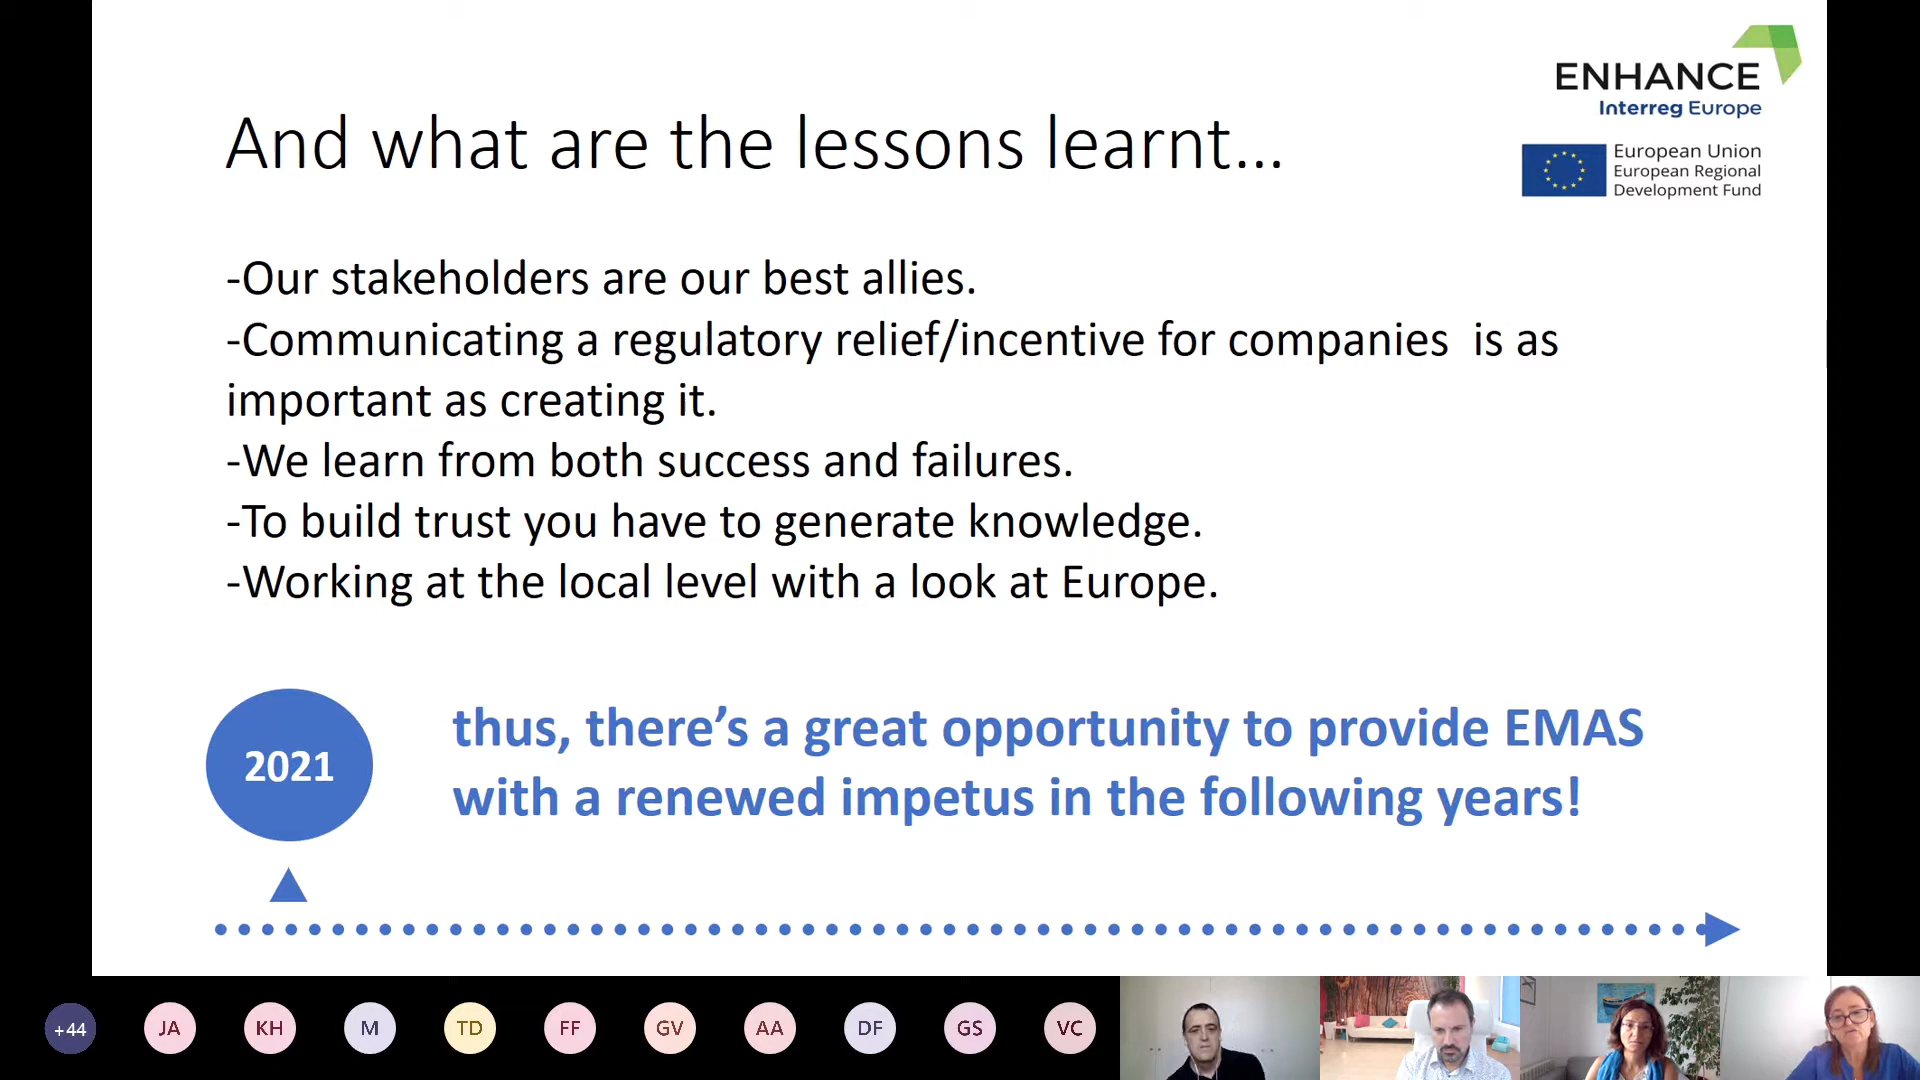 ENHANCE
Interreg Europe
European Union
European Regional
Development Fund
And what are the lessons learnt...
-Our stakeholders are our best allies.
-Communicating a regulatory relief/incentive for companies is as
important as creating it.
-We learn from both success and failures.
-To build trust you have to generate knowledge.
-Working at the local level with a look at Europe.
2021
thus, there’s a great opportunity to provide EMAS
with a renewed impetus in the following years!
+44 JA KH M TD FF GV AA DF GS VC